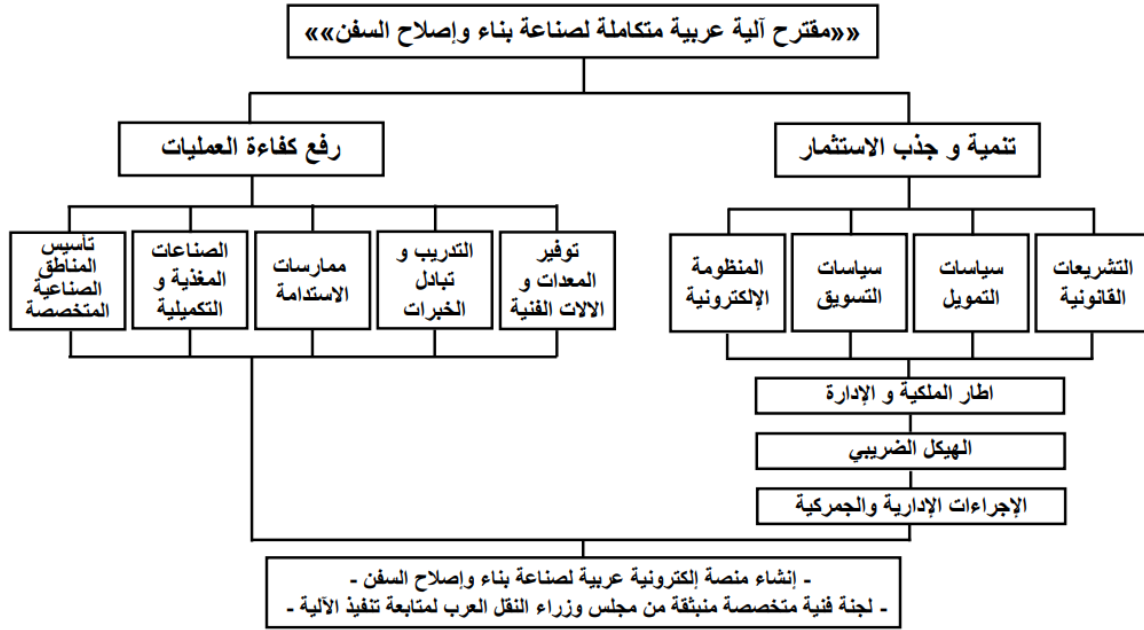 ««مقترح آلية عربية متكاملة لصناعة بناء وإصلاح السفن»»
تنمية و جذب الاستثمار
رفع كفاءة العمليات
التشريعات
القانونية
سياسات
التمويل
سياسات
التسويق
المنظومة
الإلكترونية
توفير
المعدات و
الالات الفنية
التدريب و
تبادل
الخبرات
ممارسات
الاستدامة
الصناعات
المغذية و
التكميلية
تأسيس
المناطق
الصناعية
المتخصصة
اطار الملكية و الإدارة
الهيكل الضريبي
الإجراءات الإدارية والجمركية
- إنشاء منصة إلكترونية عربية لصناعة بناء وإصلاح السفن -
- لجنة فنية متخصصة منبثقة من مجلس وزراء النقل العرب لمتابعة تنفيذ الآلية -